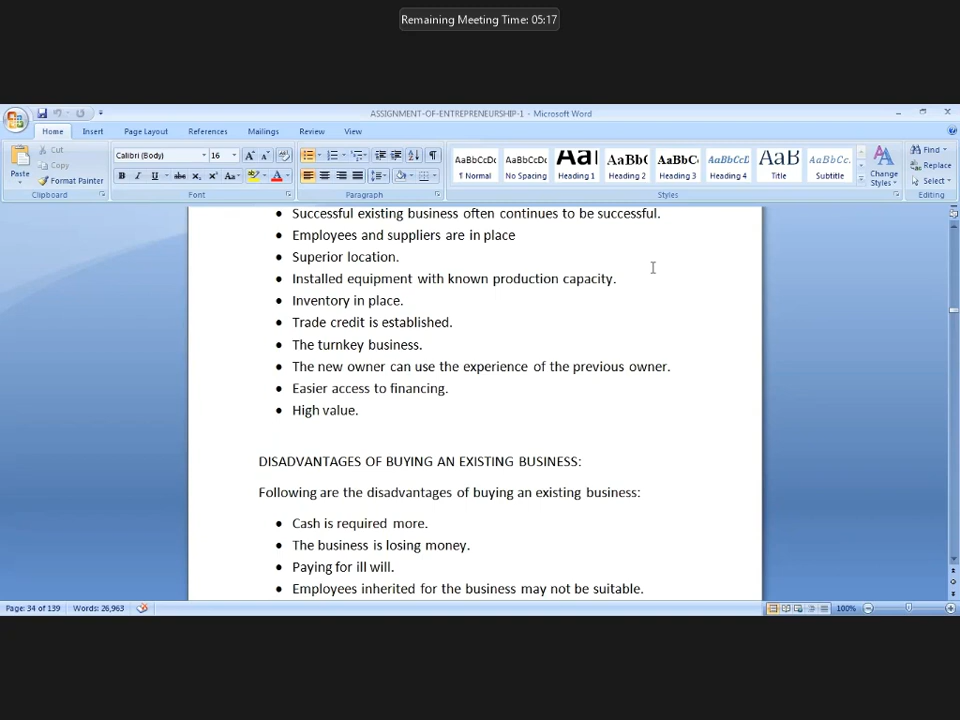 Remaining Meeting Time: 05:17
ASSIGNMENT-OF-ENTREPRENEURSHIP-1 - Microsoft Word
Home Insert Page Layout References Mailings Review View
Paste
Cut
Copy
Format Painter
Clipboard
Calibri (Body) 16
Font
Paragraph
AaBbCcDc AaBbCcDc AaBl AaBb( AaBbC AaBbCcD AaB AaBbCc.
¶ Normal No Spacing Heading 1 Heading 2 Heading 3 Heading 4 Title Subtitle
Change Styles
Styles
Find
Replace
Select
Editing
• Successful existing business often continues to be successful.
• Employees and suppliers are in place
• Superior location.
• Installed equipment with known production capacity.
• Inventory in place.
• Trade credit is established.
• The turnkey business.
• The new owner can use the experience of the previous owner.
• Easier access to financing.
• High value.
DISADVANTAGES OF BUYING AN EXISTING BUSINESS:
Following are the disadvantages of buying an existing business:
• Cash is required more.
• The business is losing money.
• Paying for ill will.
• Employees inherited for the business may not be suitable.
Page: 34 of 139 Words: 26,963 100%